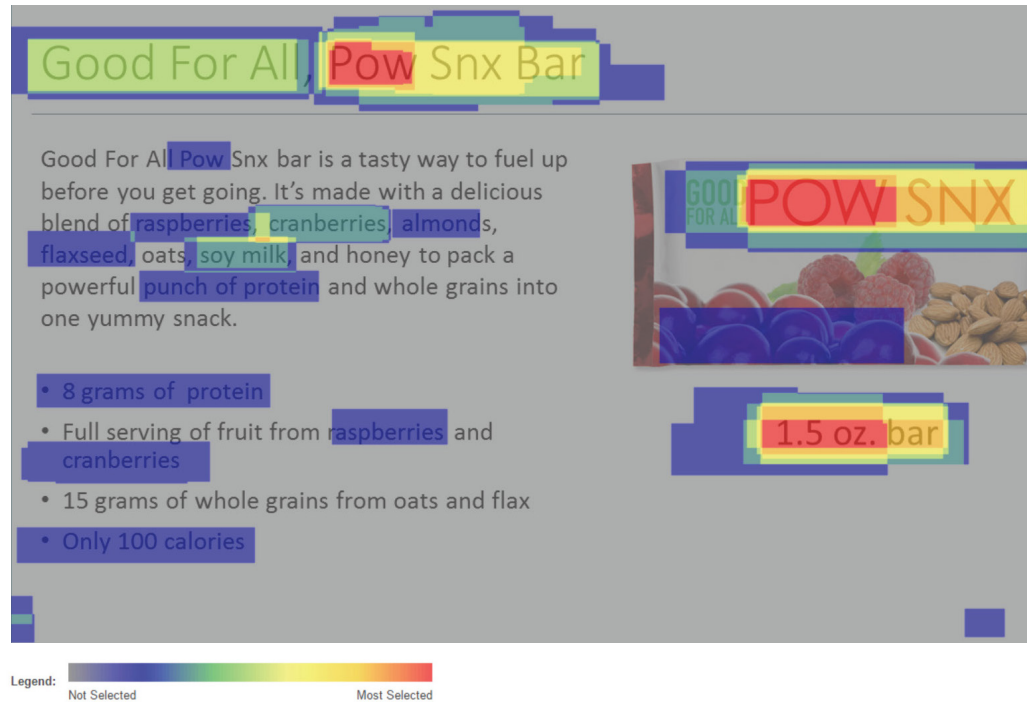 Good For All, Pow Snx Bar
Good For All Pow Snx bar is a tasty way to fuel up
before you get going. It's made with a delicious
blend of raspberries, cranberries, almonds,
flaxseed, oats, soy milk, and honey to pack a
powerful punch of protein and whole grains into
one yummy snack.
• 8 grams of protein
• Full serving of fruit from raspberries and
cranberries
• 15 grams of whole grains from oats and flax
• Only 100 calories
GOOD
FOR AL
POW SNX
1.5 oz. bar
Legend:
Not Selected
Most Selected